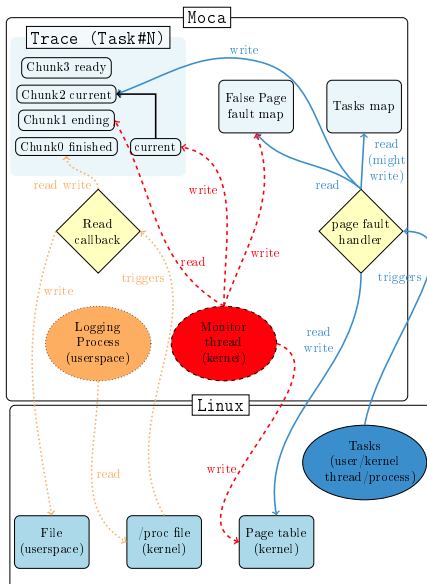 Moca
Trace (Task#N)
write
Chunk3 ready
Chunk2 current
Chunk1 ending
Chunk0 finished
current
False Page
fault map
Tasks map
read
(might
write)
read write
write
read
Read
callback
page fault
handler
write
read
triggers
triggers
write
Logging
Process
(userspace)
Monitor
thread
(kernel)
read
write
Linux
Tasks
(user/kernel
thread/process)
read
write
File
(userspace)
/proc file
(kernel)
Page table
(kernel)